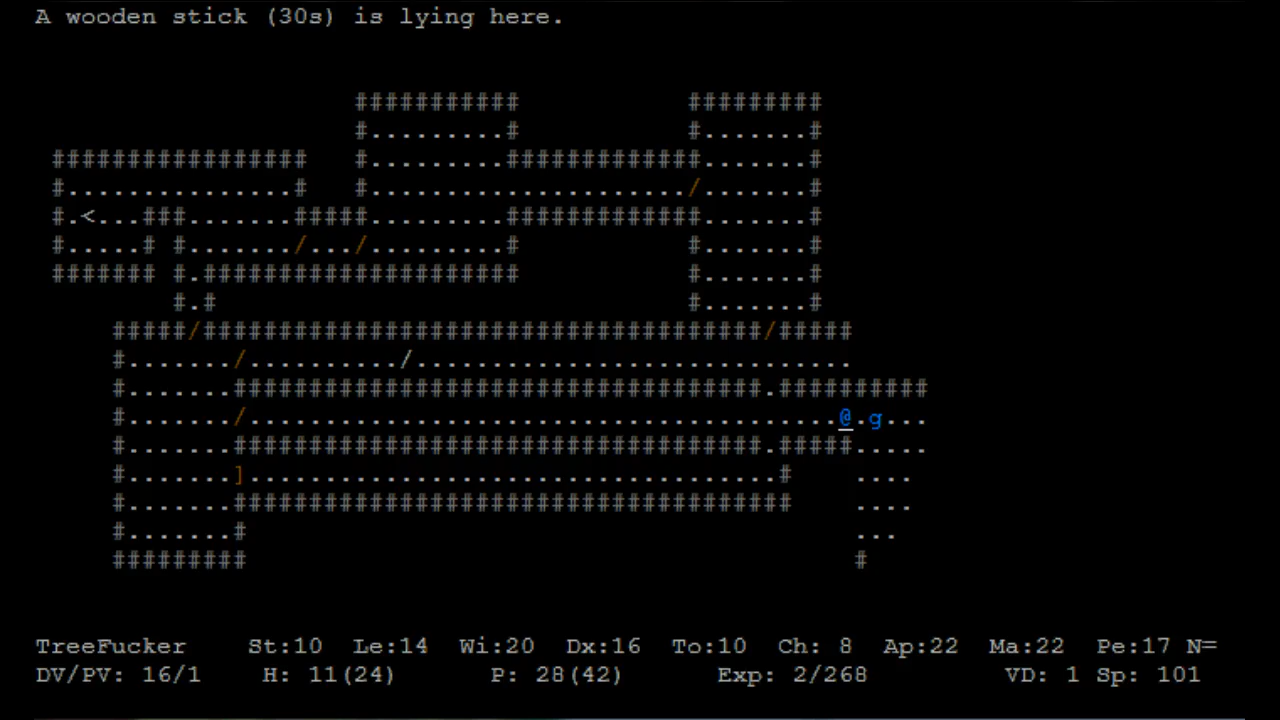 A wooden stick (30s) is lying here.
                    ###########           #########
                    #.........#           #.......#
#################   #.........#############.......#
#...............#   #...................../.......#
#.<...###.......#####.........#############.......#
#.....# #......./.../.........#           #.......#
####### #.#####################           #.......#
        #.#                               #.......#
    #####/#####################################/#####
    #......./........../.............................
    #.......###################################.##########
    #......./.......................................@.g...
    #.......###################################.#####.....
    #.......]...................................#    ....
    #.......#####################################    ....
    #.......#                                        ...
    #########                                        #
TreeFucker St:10 Le:14 Wi:20 Dx:16 To:10 Ch: 8 Ap:22 Ma:22 Pe:17 N=
DV/PV: 16/1 H: 11(24) P: 28(42) Exp: 2/268 VD: 1 Sp: 101